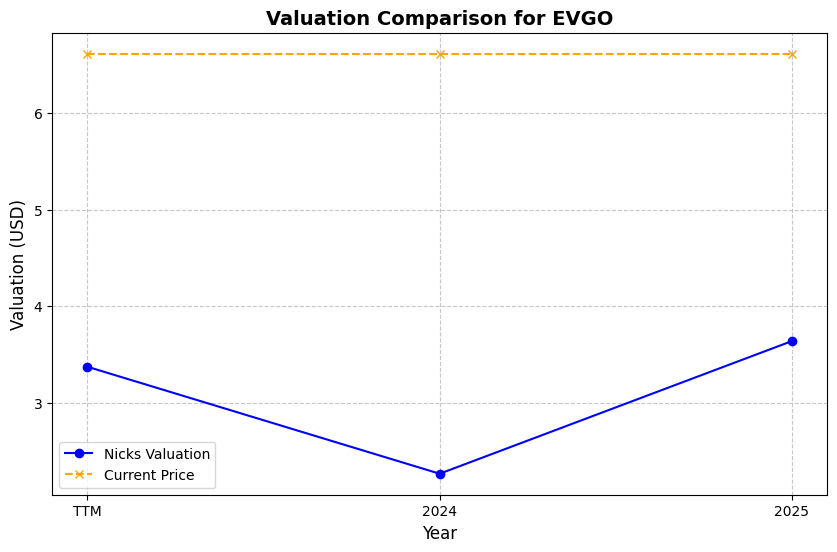 Valuation Comparison for EVGO
Valuation (USD)
6
5
4
3
Nicks Valuation
Current Price
TTM
2024
2025
Year